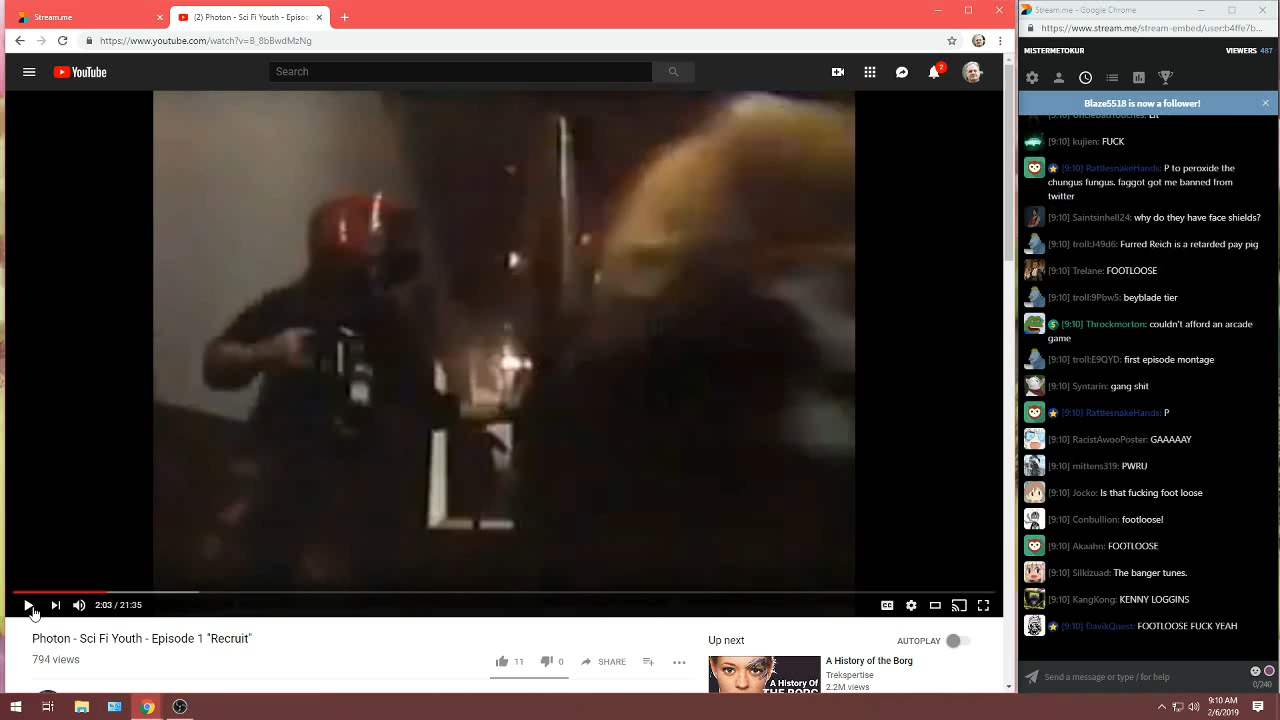 Stream.me
(2) Photon - Sci Fi Youth - Episo
https://www.youtube.com/watch?v=8_8bBwdMzNg
YouTube
Search
2
2:03 / 21:35
Photon - Sci Fi Youth - Episode 1 "Recruit"
794 views
11
0
SHARE
Up next
AUTOPLAY
A HISTORY OF
THE BORG
A History of the Borg
Trekspertise
2.2M views
Stream.me - Google Chrome
https://www.stream.me/stream-embed/user:b4ffe7b...
MISTERMETOKUR
VIEWERS 487
Blaze5518 is now a follower!
[9:10] UncleBadTouches: Lit
[9:10] kujien: FUCK
[9:10] RattlesnakeHands: P to peroxide the
chungus fungus. faggot got me banned from
twitter
[9:10] Saintsinhell24: why do they have face shields?
[9:10] troll:J49d6: Furred Reich is a retarded pay pig
[9:10] Trelane: FOOTLOOSE
[9:10] troll:9Pbw5: beyblade tier
[9:10] Throckmorton: couldn't afford an arcade
game
[9:10] troll:E9QYD: first episode montage
[9:10] Syntarin: gang shit
[9:10] RattlesnakeHands: P
[9:10] RacistAwooPoster: GAAAAAY
[9:10] mittens319: PWRU
[9:10] Jocko: Is that fucking foot loose
[9:10] Conbullion: footloose!
[9:10] Akaahn: FOOTLOOSE
[9:10] Silkizuad: The banger tunes.
[9:10] KangKong: KENNY LOGGINS
[9:10] DavikQuest: FOOTLOOSE FUCK YEAH
Send a message or type / for help
0/240
9:10 AM
2/6/2019